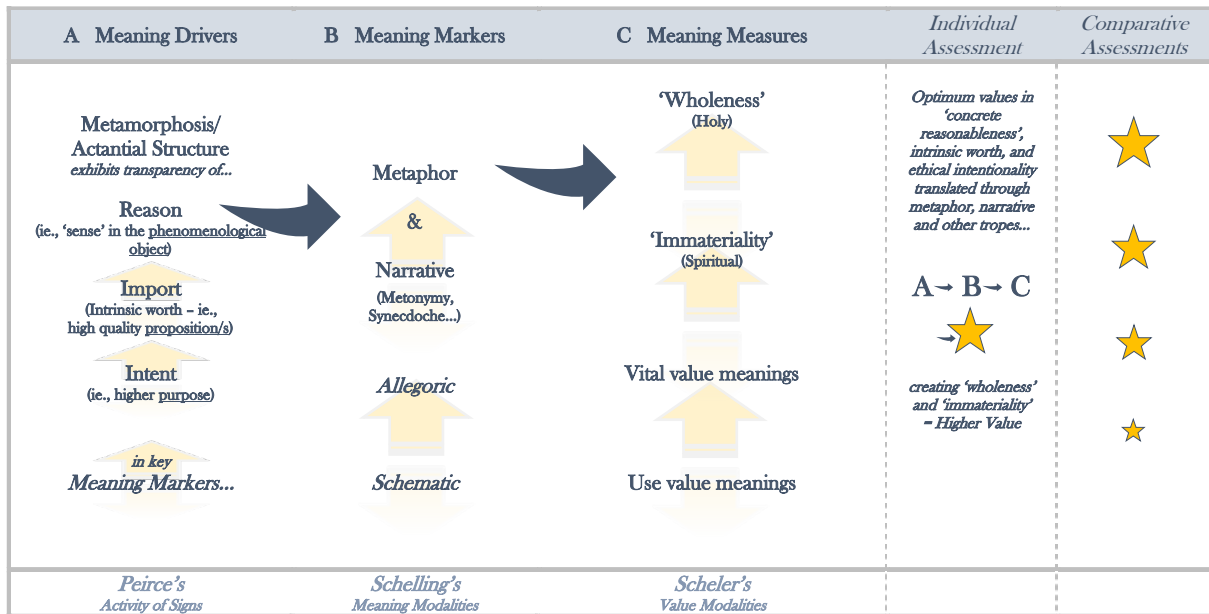 A Meaning Drivers
B Meaning Markers
C Meaning Measures
Individual
Assessment
Comparative
Assessments
Metamorphosis/
Actantial Structure
exhibits transparency of...
Reason
(ie., ‘sense’ in the phenomenological
object)
Import
(Intrinsic worth – ie.,
high quality proposition/s)
Intent
(ie., higher purpose)
in key
Meaning Markers...
Metaphor
&
Narrative
(Metonymy,
Synecdoche...)
Allegoric
Schematic
‘Wholeness’
(Holy)
‘Immateriality’
(Spiritual)
Vital value meanings
Use value meanings
Optimum values in
‘concrete
reasonableness’,
intrinsic worth, and
ethical intentionality
translated through
metaphor, narrative
and other tropes...
A→ B→ C
creating ‘wholeness’
and ‘immateriality’
= Higher Value
Peirce’s
Activity of Signs
Schelling’s
Meaning Modalities
Scheler’s
Value Modalities